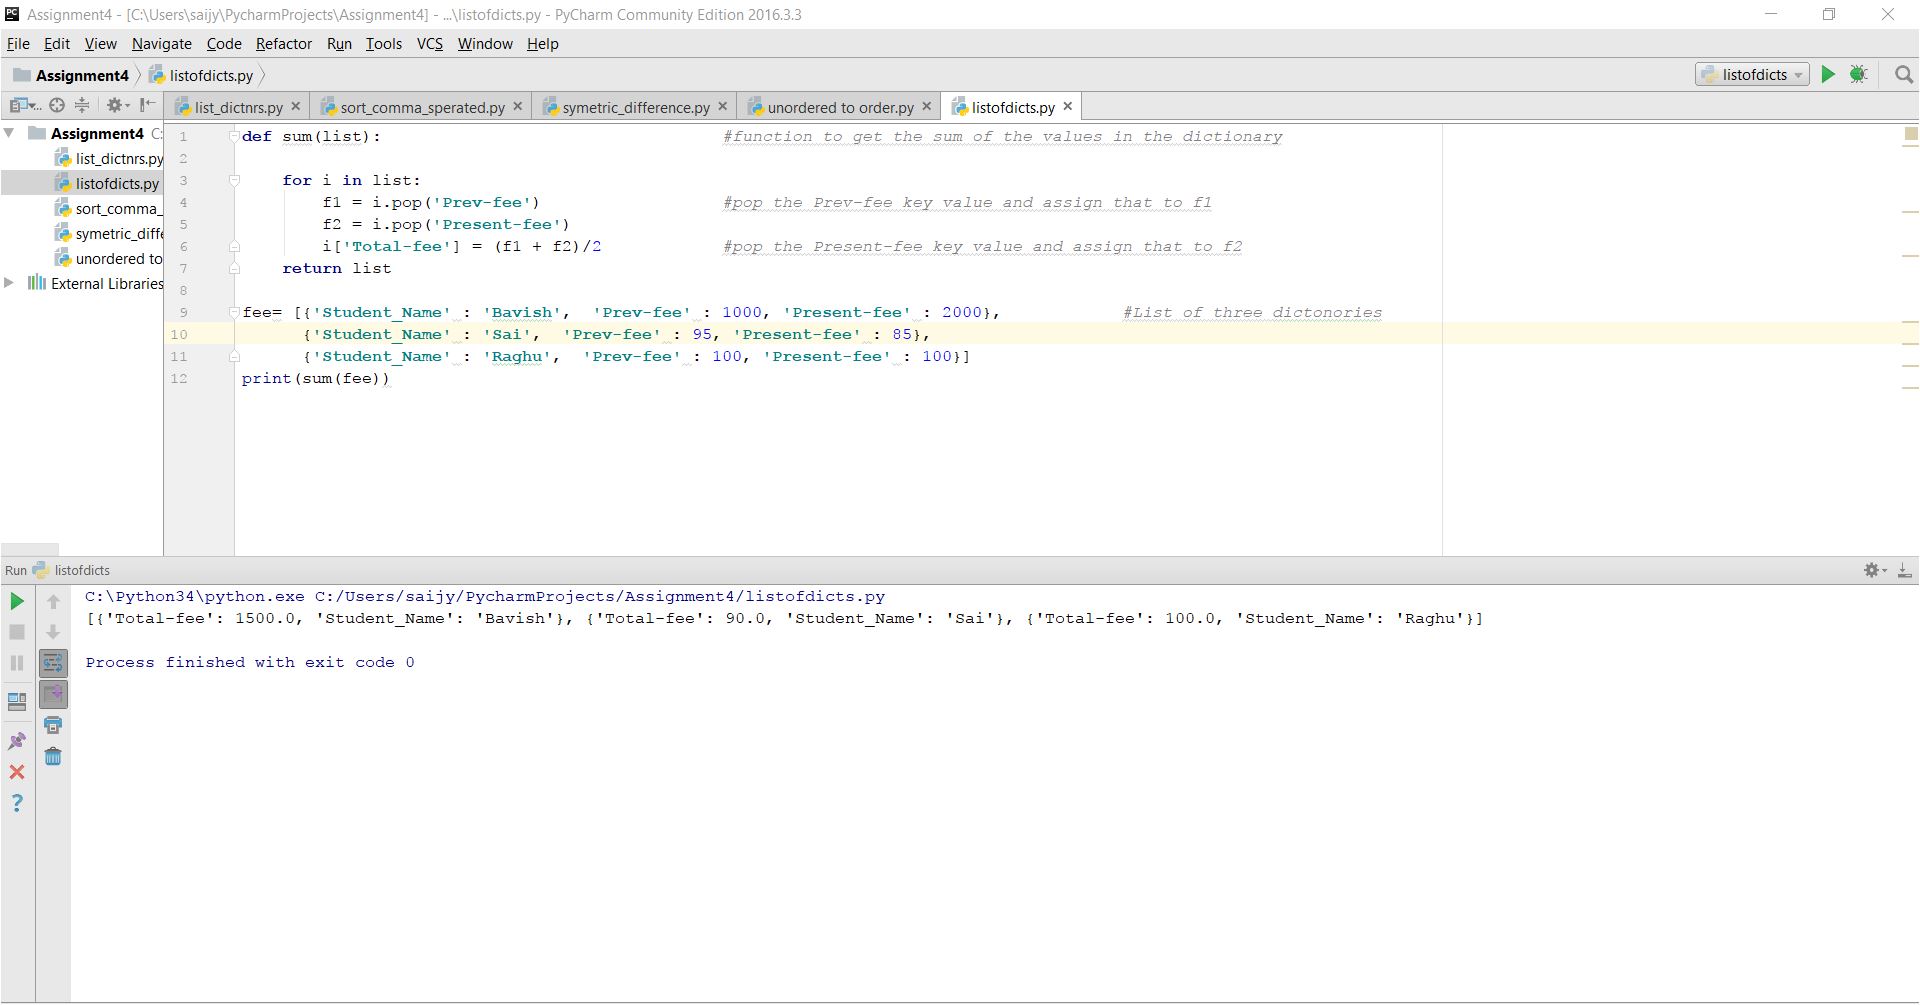 Assignment4 - [C:\Users\saijy\PycharmProjects\Assignment4] - ...\listofdicts.py - PyCharm Community Edition 2016.3.3
File Edit View Navigate Code Refactor Run Tools VCS Window Help
Assignment4 listofdicts.py listofdicts
list_dictnrs.py sort_comma_sperated.py symetric_difference.py unordered to order.py listofdicts.py
Assignment4 C:
list_dictnrs.py
listofdicts.py
sort_comma_
symetric_diffe
unordered to
External Libraries
1 def sum(list): #function to get the sum of the values in the dictionary
2
3 for i in list:
4 f1 = i.pop('Prev-fee') #pop the Prev-fee key value and assign that to f1
5 f2 = i.pop('Present-fee')
6 i['Total-fee'] = (f1 + f2)/2 #pop the Present-fee key value and assign that to f2
7 return list
8
9 fee= [{'Student_Name' : 'Bavish', 'Prev-fee' : 1000, 'Present-fee' : 2000}, #List of three dictonories
10 {'Student_Name' : 'Sai', 'Prev-fee' : 95, 'Present-fee' : 85},
11 {'Student_Name' : 'Raghu', 'Prev-fee' : 100, 'Present-fee' : 100}]
12 print(sum(fee))
Run listofdicts
C:\Python34\python.exe C:/Users/saijy/PycharmProjects/Assignment4/listofdicts.py
[{'Total-fee': 1500.0, 'Student_Name': 'Bavish'}, {'Total-fee': 90.0, 'Student_Name': 'Sai'}, {'Total-fee': 100.0, 'Student_Name': 'Raghu'}]
Process finished with exit code 0